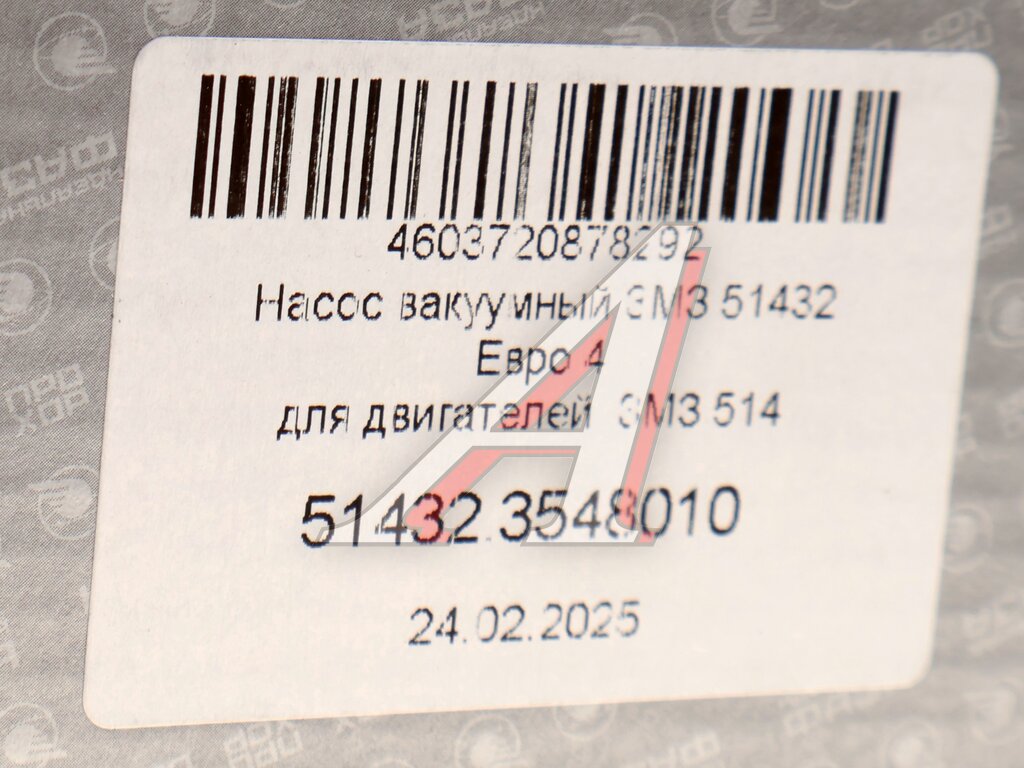 4603720878292
Насос вакуумный ЗМЗ 51432
Евро 4
для двигателей ЗМЗ 514
51432.3548010
24.02.2025